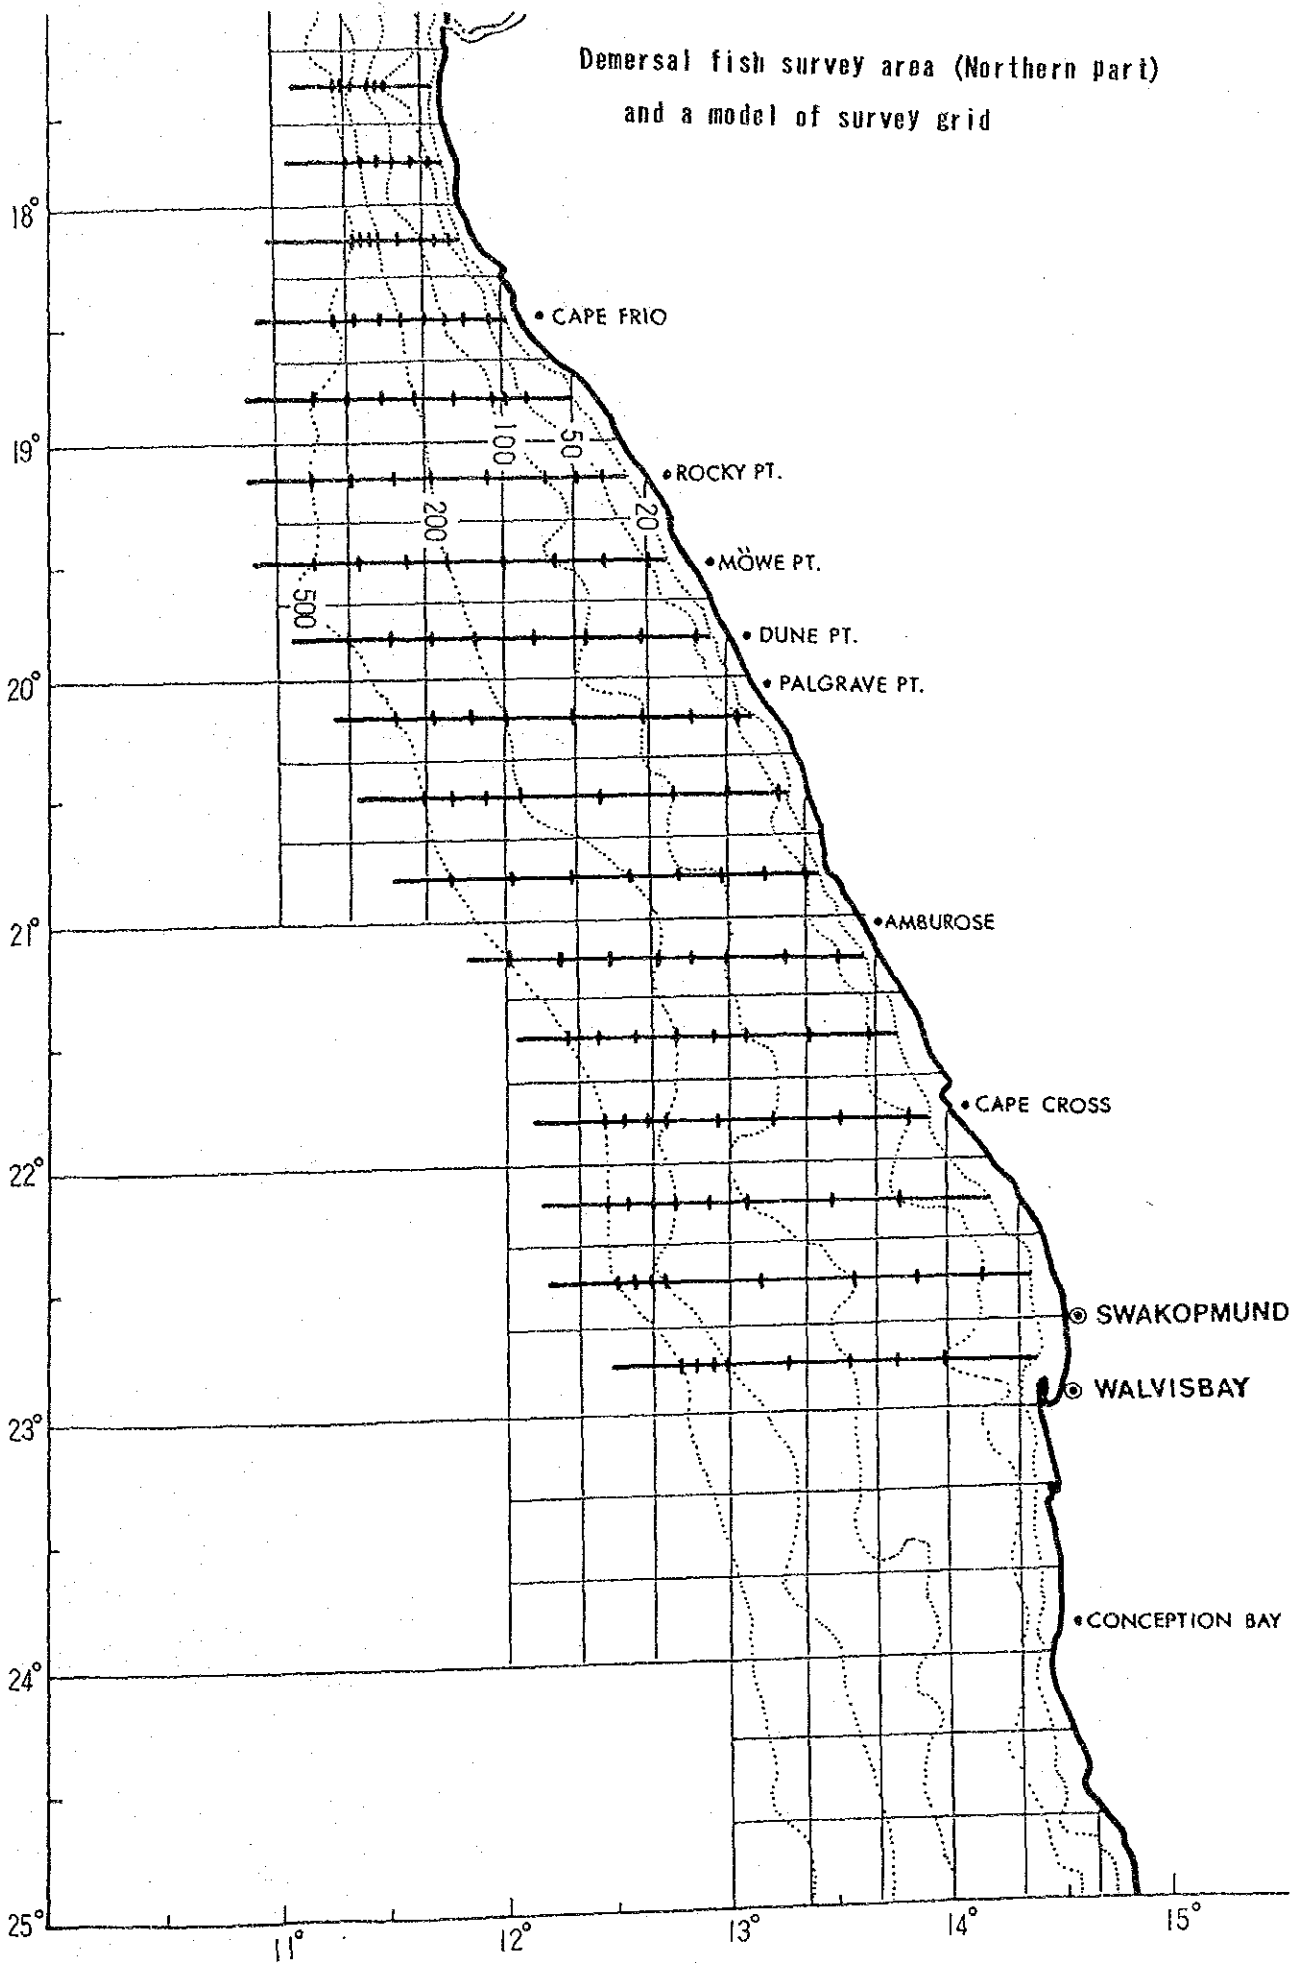 Demersal fish survey area (Northern part)
and a model of survey grid
18°
CAPE FRIO
19°
100
50
ROCKY PT.
200
20
MÖWE PT.
500
DUNE PT.
20°
PALGRAVE PT.
21°
AMBUROSE
CAPE CROSS
22°
SWAKOPMUND
WALVISBAY
23°
CONCEPTION BAY
24°
25°
11°
12°
13°
14°
15°